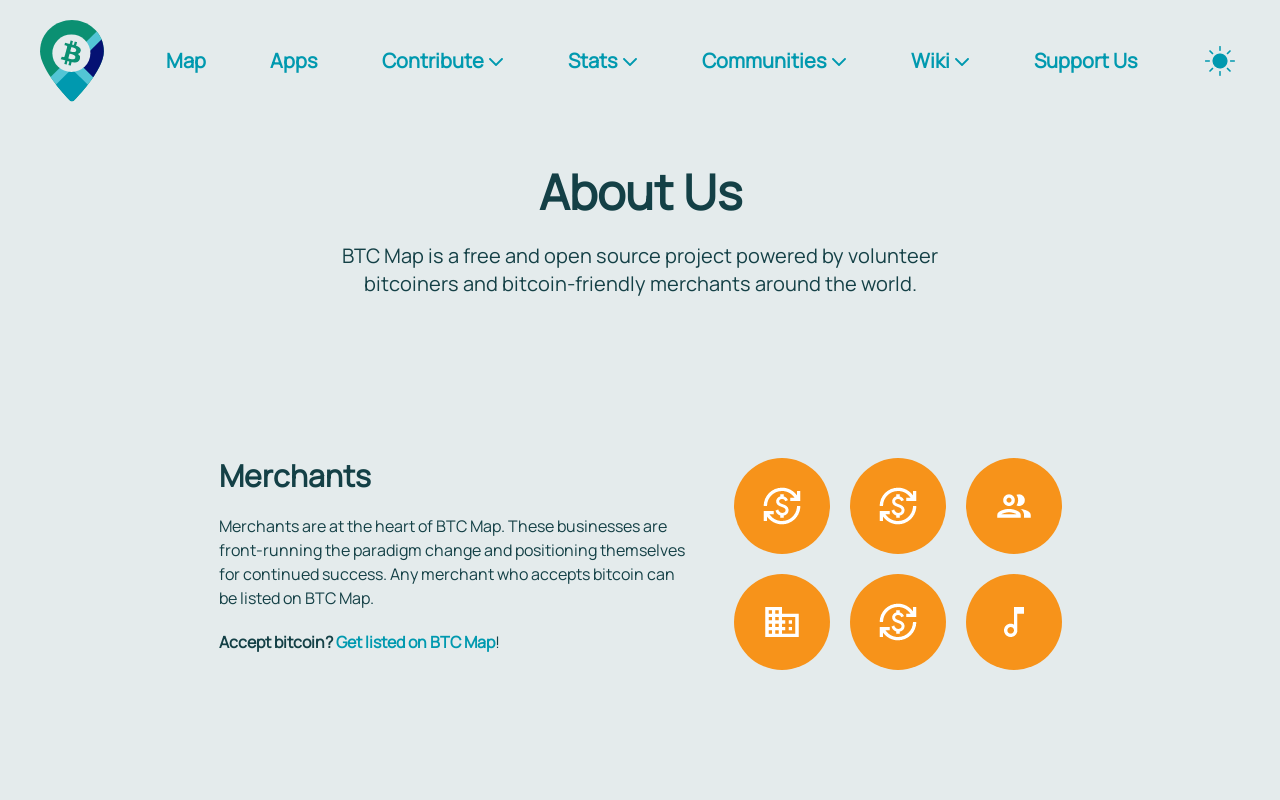 Map
Apps
Contribute
Stats
Communities
Wiki
Support Us
About Us
BTC Map is a free and open source project powered by volunteer
bitcoiners and bitcoin-friendly merchants around the world.
Merchants
Merchants are at the heart of BTC Map. These businesses are
front-running the paradigm change and positioning themselves
for continued success. Any merchant who accepts bitcoin can
be listed on BTC Map.
Accept bitcoin? Get listed on BTC Map!